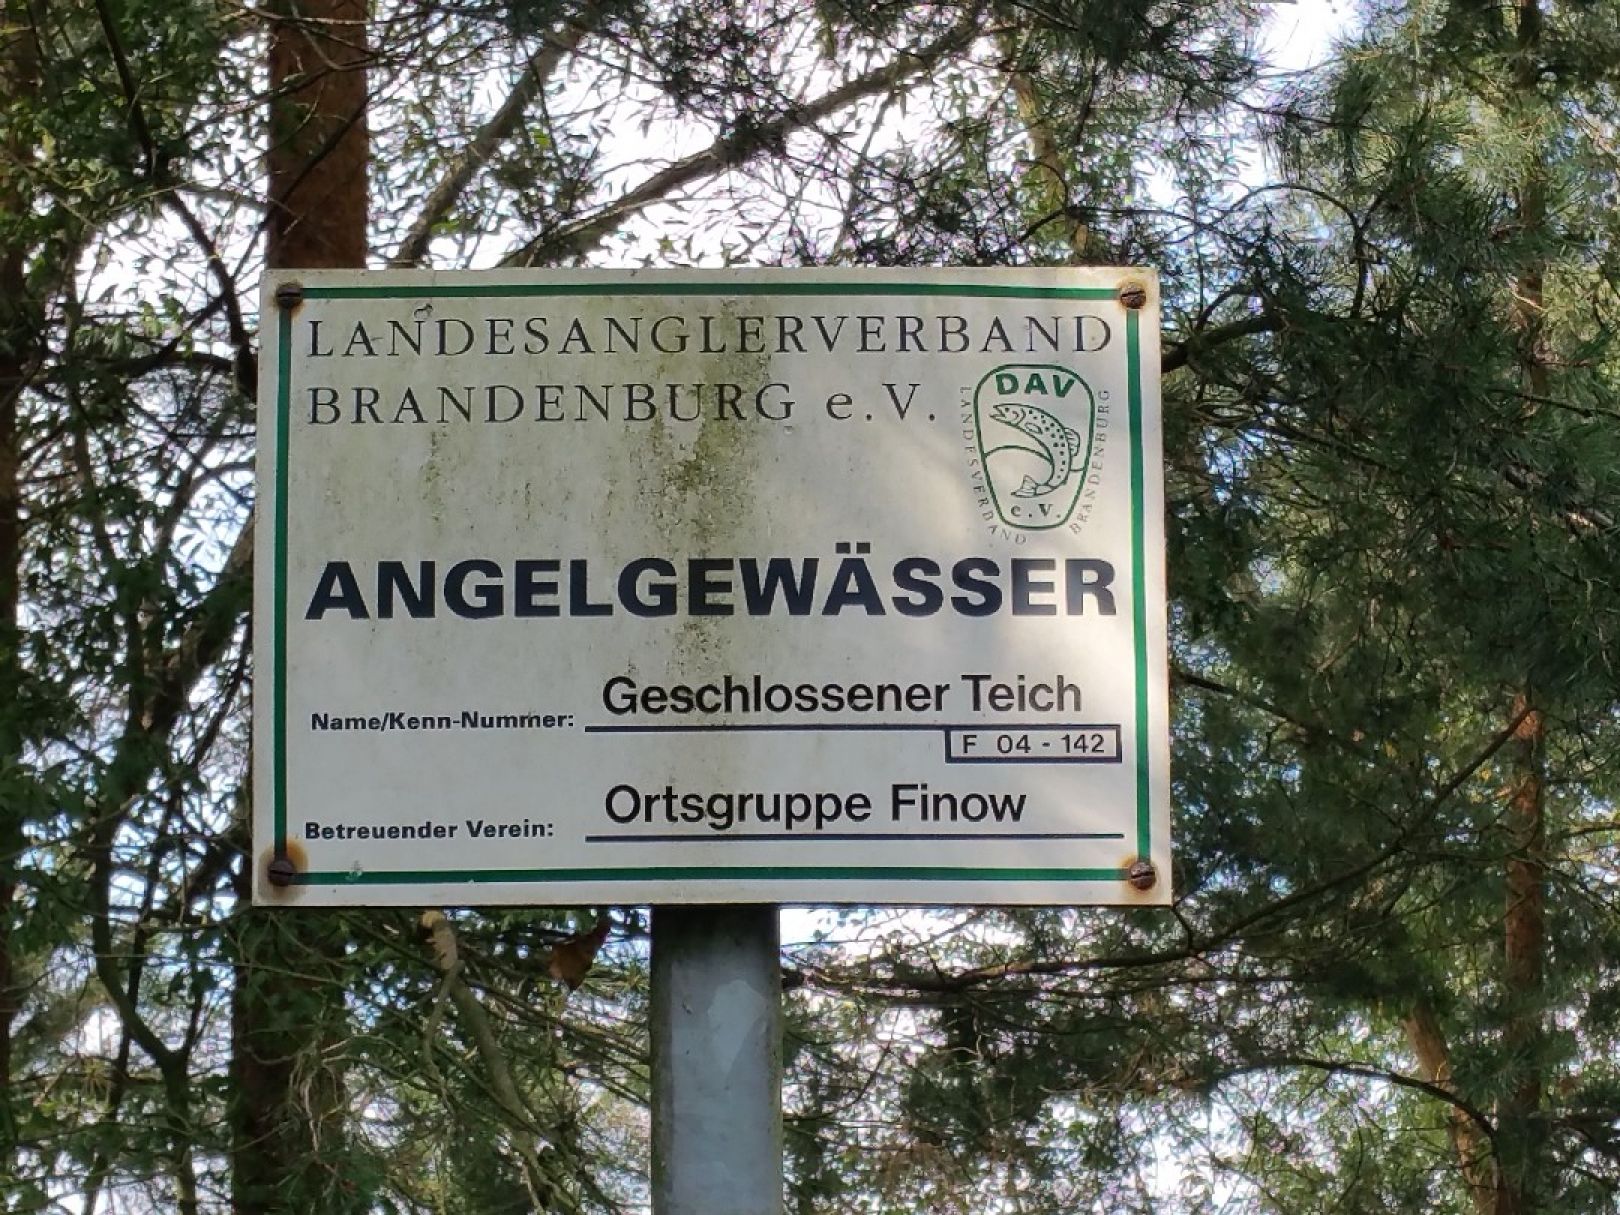 LANDESANGLERVERBAND
BRANDENBURG e.V.
DAV
e.V.
LANDESVERBAND
BRANDENBURG
ANGELGEWÄSSER
Name/Kenn-Nummer: Geschlossener Teich
F 04 - 142
Betreuender Verein: Ortsgruppe Finow